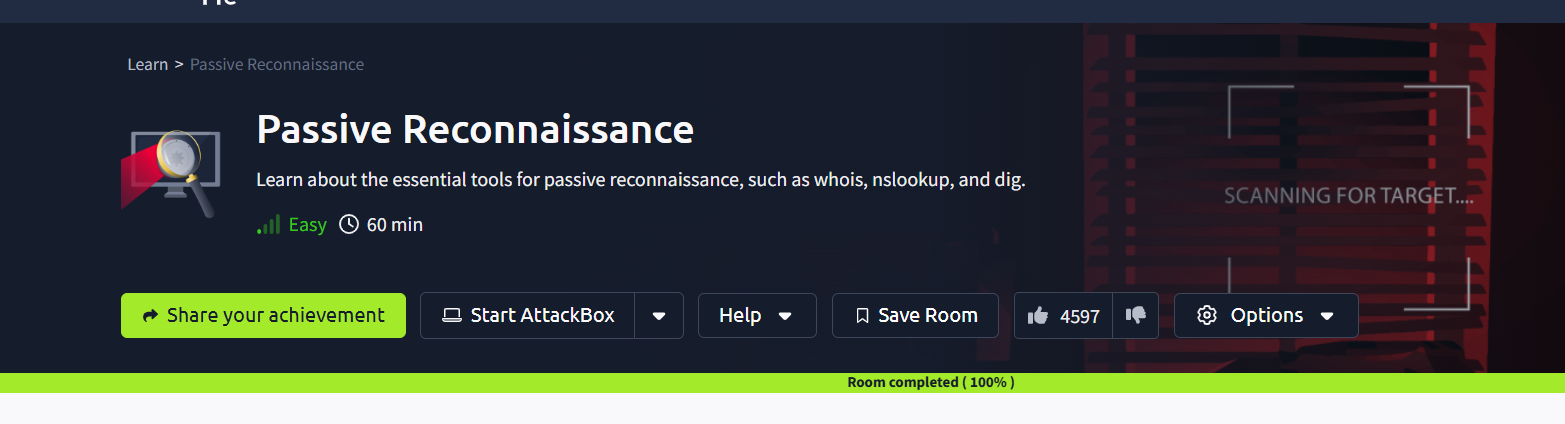 Learn > Passive Reconnaissance
Passive Reconnaissance
Learn about the essential tools for passive reconnaissance, such as whois, nslookup, and dig.
Easy 60 min
SCANNING FOR TARGET....
Share your achievement Start AttackBox Help Save Room 4597 Options
Room completed ( 100% )